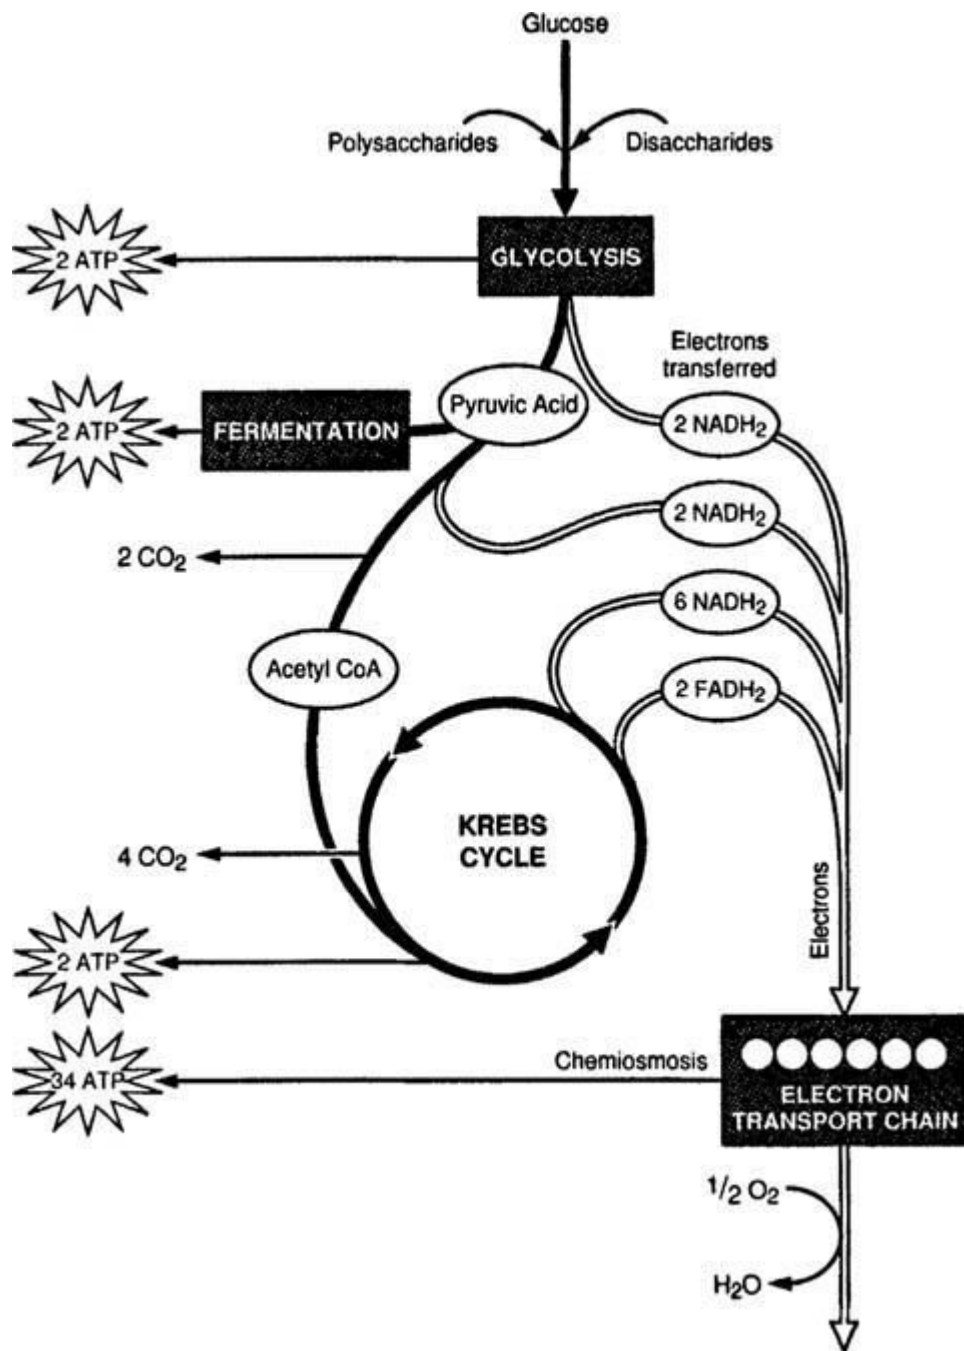 Glucose
Polysaccharides
Disaccharides
2 ATP
GLYCOLYSIS
Electrons
transferred
Pyruvic Acid
2 NADH₂
2 ATP
FERMENTATION
2 NADH₂
2 CO₂
6 NADH₂
Acetyl CoA
2 FADH₂
KREBS
CYCLE
4 CO₂
Electrons
2 ATP
Chemiosmosis
34 ATP
ELECTRON
TRANSPORT CHAIN
1/2 O₂
H₂O